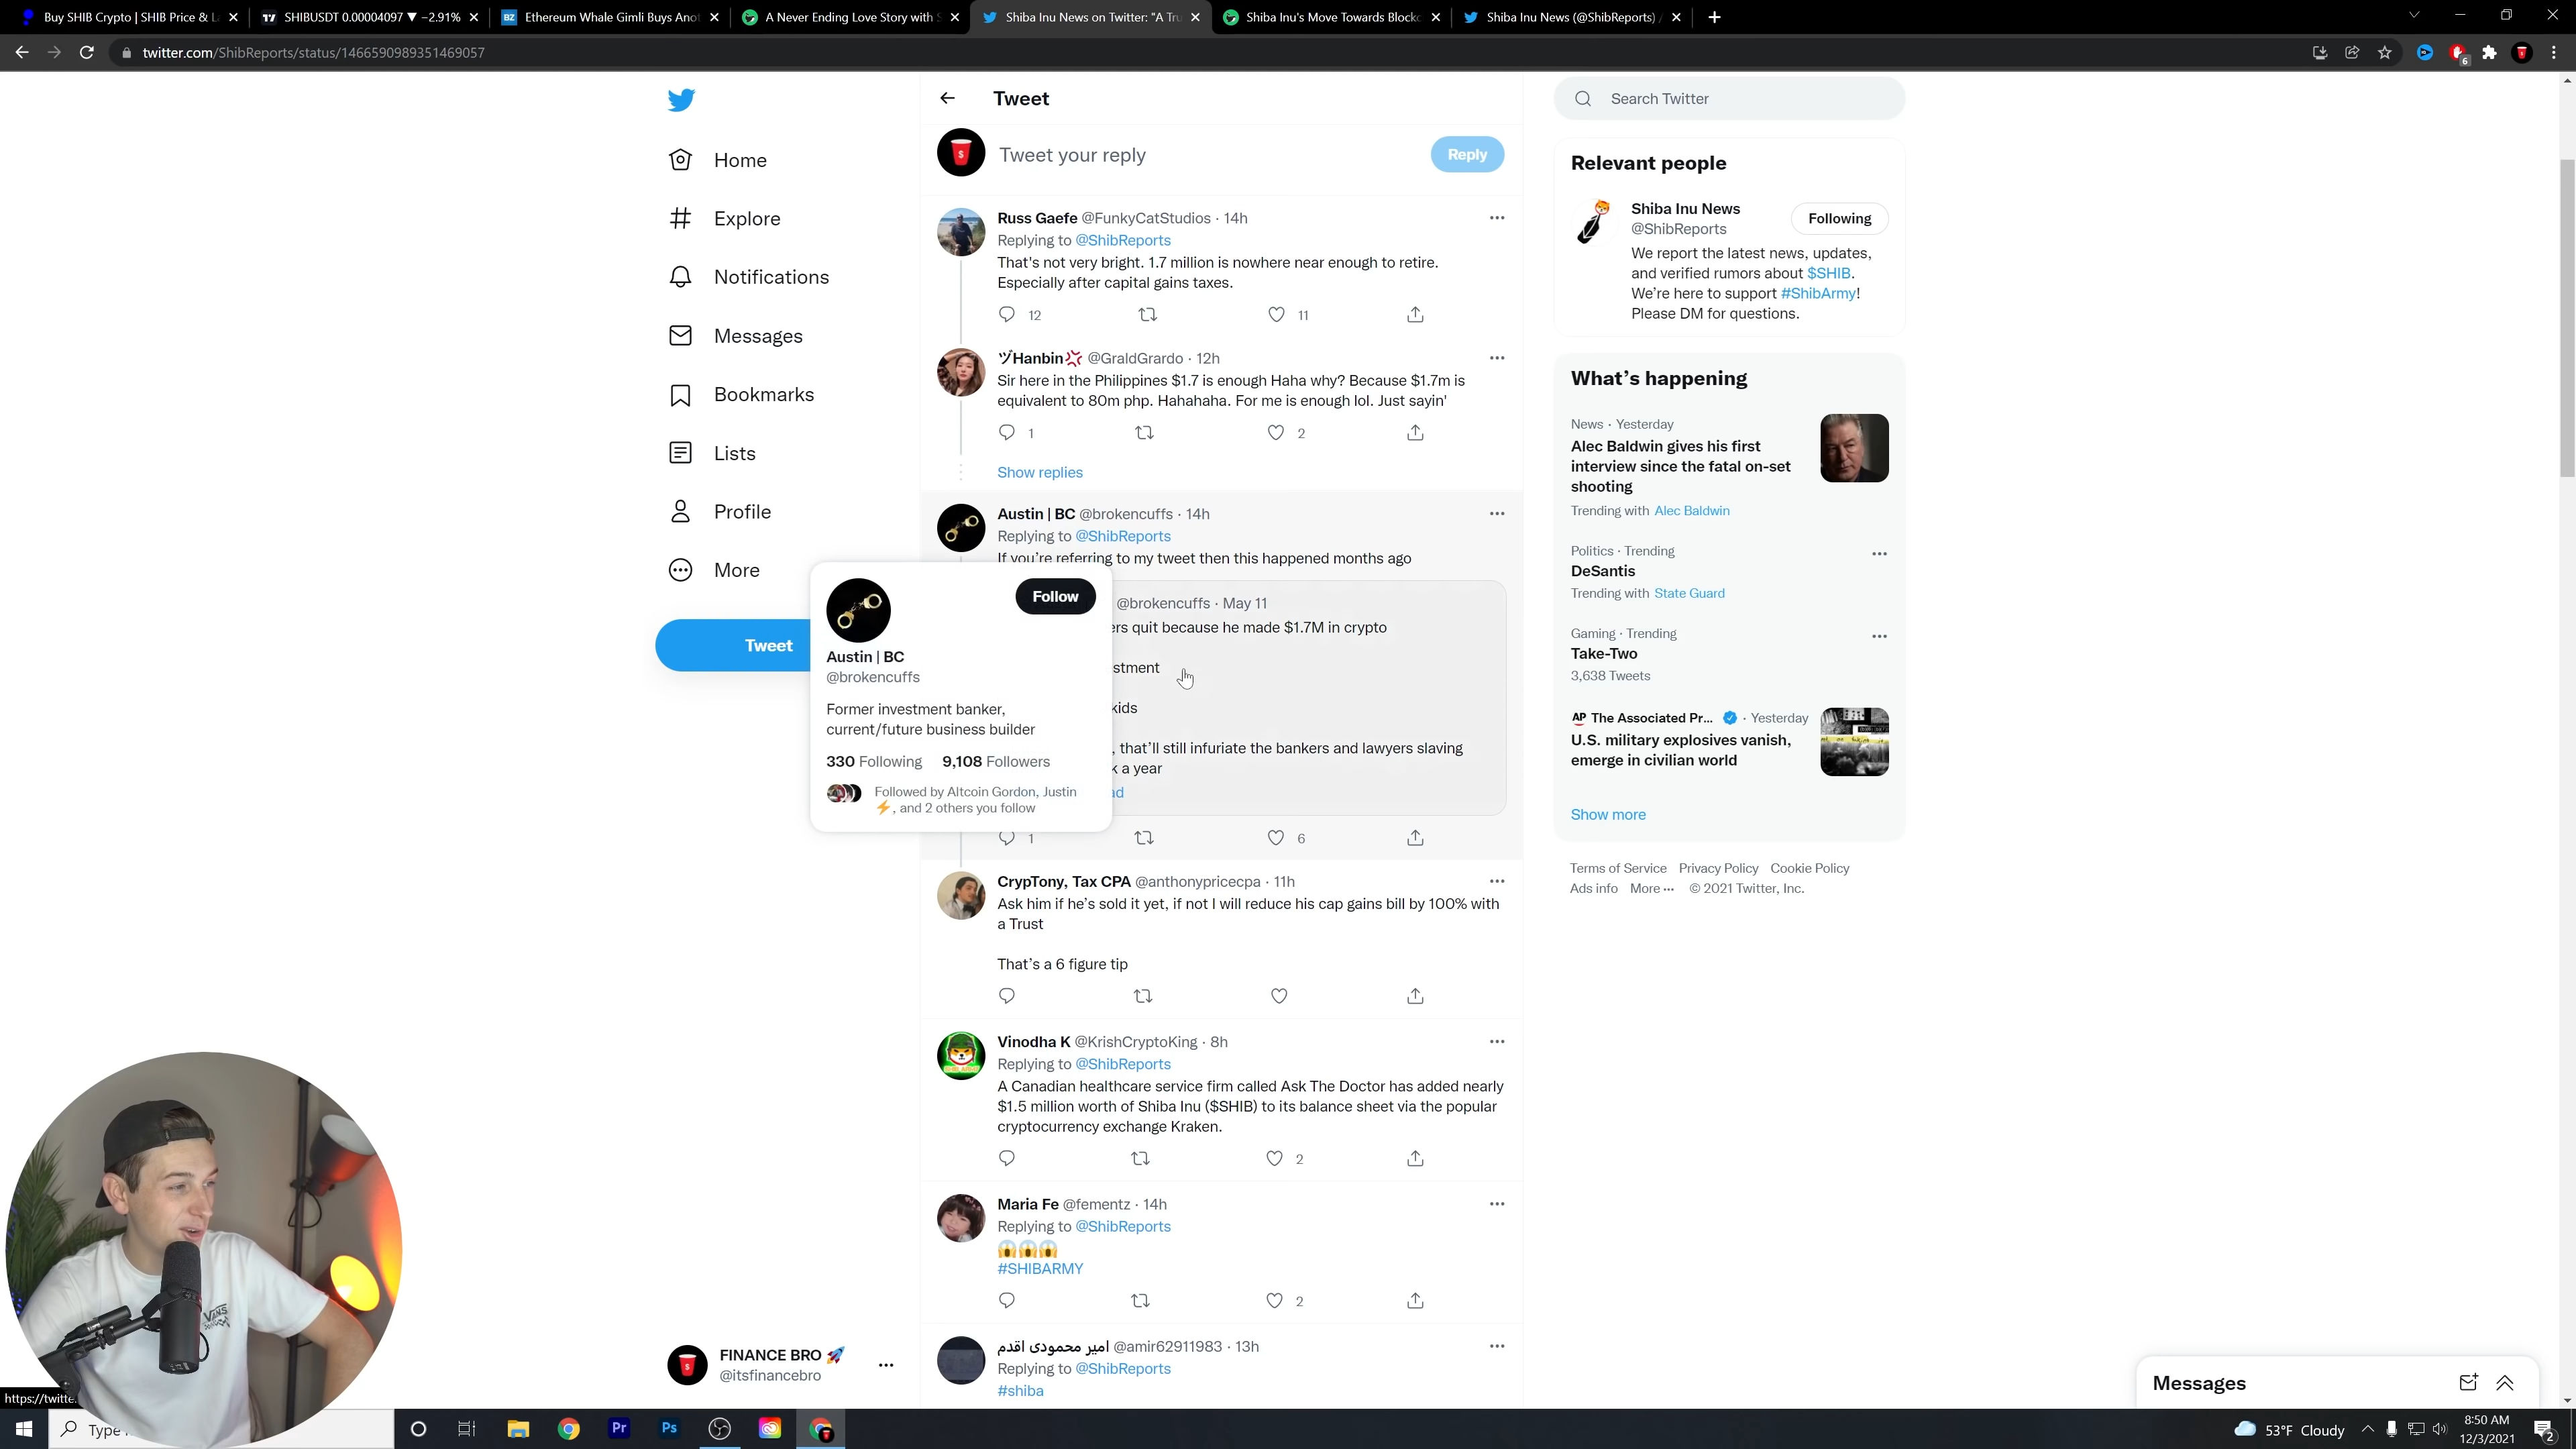 Buy SHIB Crypto | SHIB Price & L
SHIBUSDT 0.00004097 ▼ −2.91%
Ethereum Whale Gimli Buys Ano
A Never Ending Love Story with S
Shiba Inu News on Twitter: "A Tru
Shiba Inu's Move Towards Blockc
Shiba Inu News (@ShibReports) /
twitter.com/ShibReports/status/1466590989351469057
6
Home
Explore
Notifications
Messages
Bookmarks
Lists
Profile
More
Tweet
FINANCE BRO 🚀
@itsfinancebro
Tweet
Tweet your reply
Reply
Russ Gaefe @FunkyCatStudios · 14h
Replying to @ShibReports
That's not very bright. 1.7 million is nowhere near enough to retire.
Especially after capital gains taxes.
12 11
ヅHanbin💢 @GraldGrardo · 12h
Sir here in the Philippines $1.7 is enough Haha why? Because $1.7m is
equivalent to 80m php. Hahahaha. For me is enough lol. Just sayin'
1 2
Show replies
Austin | BC @brokencuffs · 14h
Replying to @ShibReports
If you're referring to my tweet then this happened months ago
@brokencuffs · May 11
ers quit because he made $1.7M in crypto
stment
kids
, that'll still infuriate the bankers and lawyers slaving
k a year
ad
1 6
Follow
Austin | BC
@brokencuffs
Former investment banker,
current/future business builder
330 Following 9,108 Followers
Followed by Altcoin Gordon, Justin
⚡, and 2 others you follow
CrypTony, Tax CPA @anthonypricecpa · 11h
Ask him if he's sold it yet, if not I will reduce his cap gains bill by 100% with
a Trust
That's a 6 figure tip
Vinodha K @KrishCryptoKing · 8h
Replying to @ShibReports
A Canadian healthcare service firm called Ask The Doctor has added nearly
$1.5 million worth of Shiba Inu ($SHIB) to its balance sheet via the popular
cryptocurrency exchange Kraken.
2
Maria Fe @fementz · 14h
Replying to @ShibReports
😱😱😱
#SHIBARMY
2
امیر محمودی اقدم @amir62911983 · 13h
Replying to @ShibReports
#shiba
Search Twitter
Relevant people
Shiba Inu News
@ShibReports
Following
We report the latest news, updates,
and verified rumors about $SHIB.
We're here to support #ShibArmy!
Please DM for questions.
What's happening
News · Yesterday
Alec Baldwin gives his first
interview since the fatal on-set
shooting
Trending with Alec Baldwin
Politics · Trending
DeSantis
Trending with State Guard
Gaming · Trending
Take-Two
3,638 Tweets
AP The Associated Pr... · Yesterday
U.S. military explosives vanish,
emerge in civilian world
Show more
Terms of Service Privacy Policy Cookie Policy
Ads info More ··· © 2021 Twitter, Inc.
Messages
VANS
https://twitte
Type
Pr
Ps
53°F Cloudy
8:50 AM
12/3/2021
2